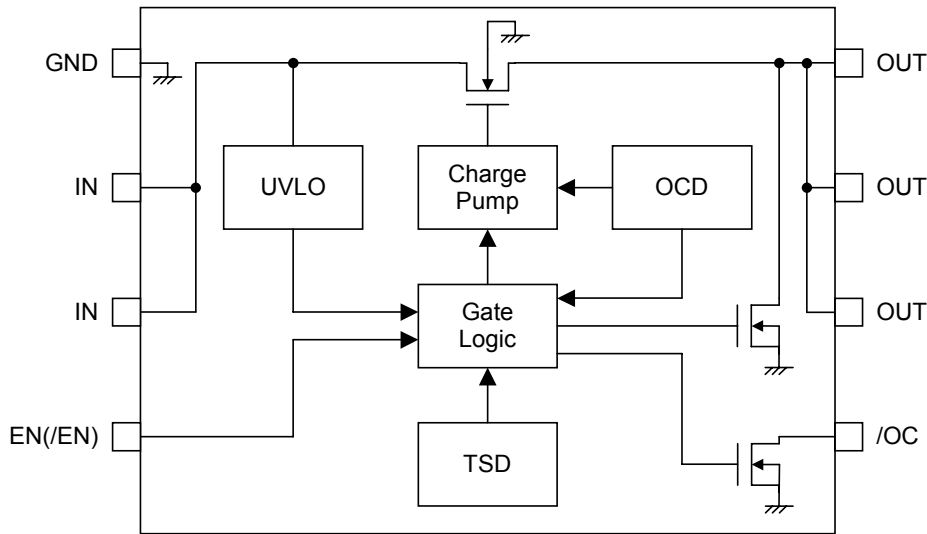 GND
OUT
IN
UVLO
Charge
Pump
OCD
OUT
IN
Gate
Logic
OUT
EN(/EN)
TSD
/OC